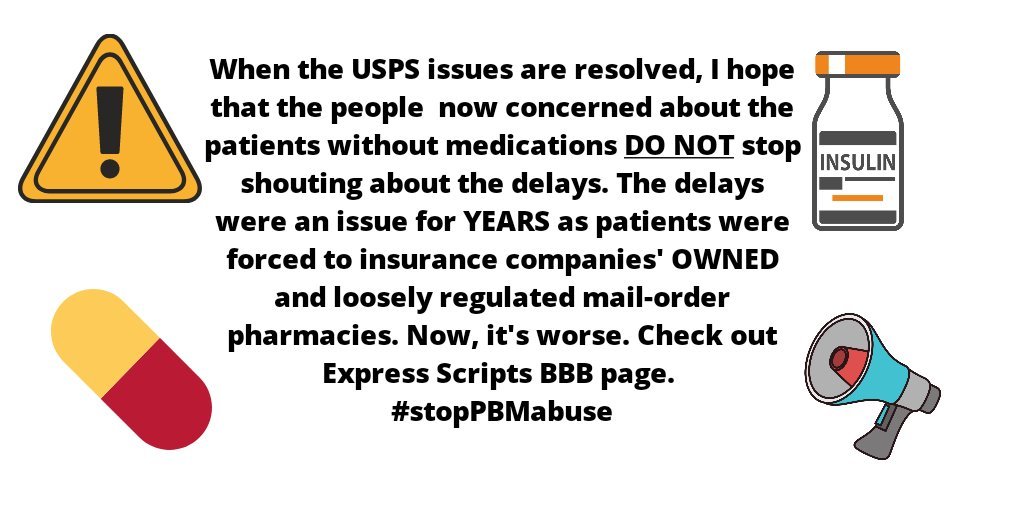 When the USPS issues are resolved, I hope
that the people  now concerned about the
patients without medications DO NOT stop
shouting about the delays. The delays
were an issue for YEARS as patients were
forced to insurance companies' OWNED
and loosely regulated mail-order
pharmacies. Now, it's worse. Check out
Express Scripts BBB page.
#stopPBMabuse
INSULIN